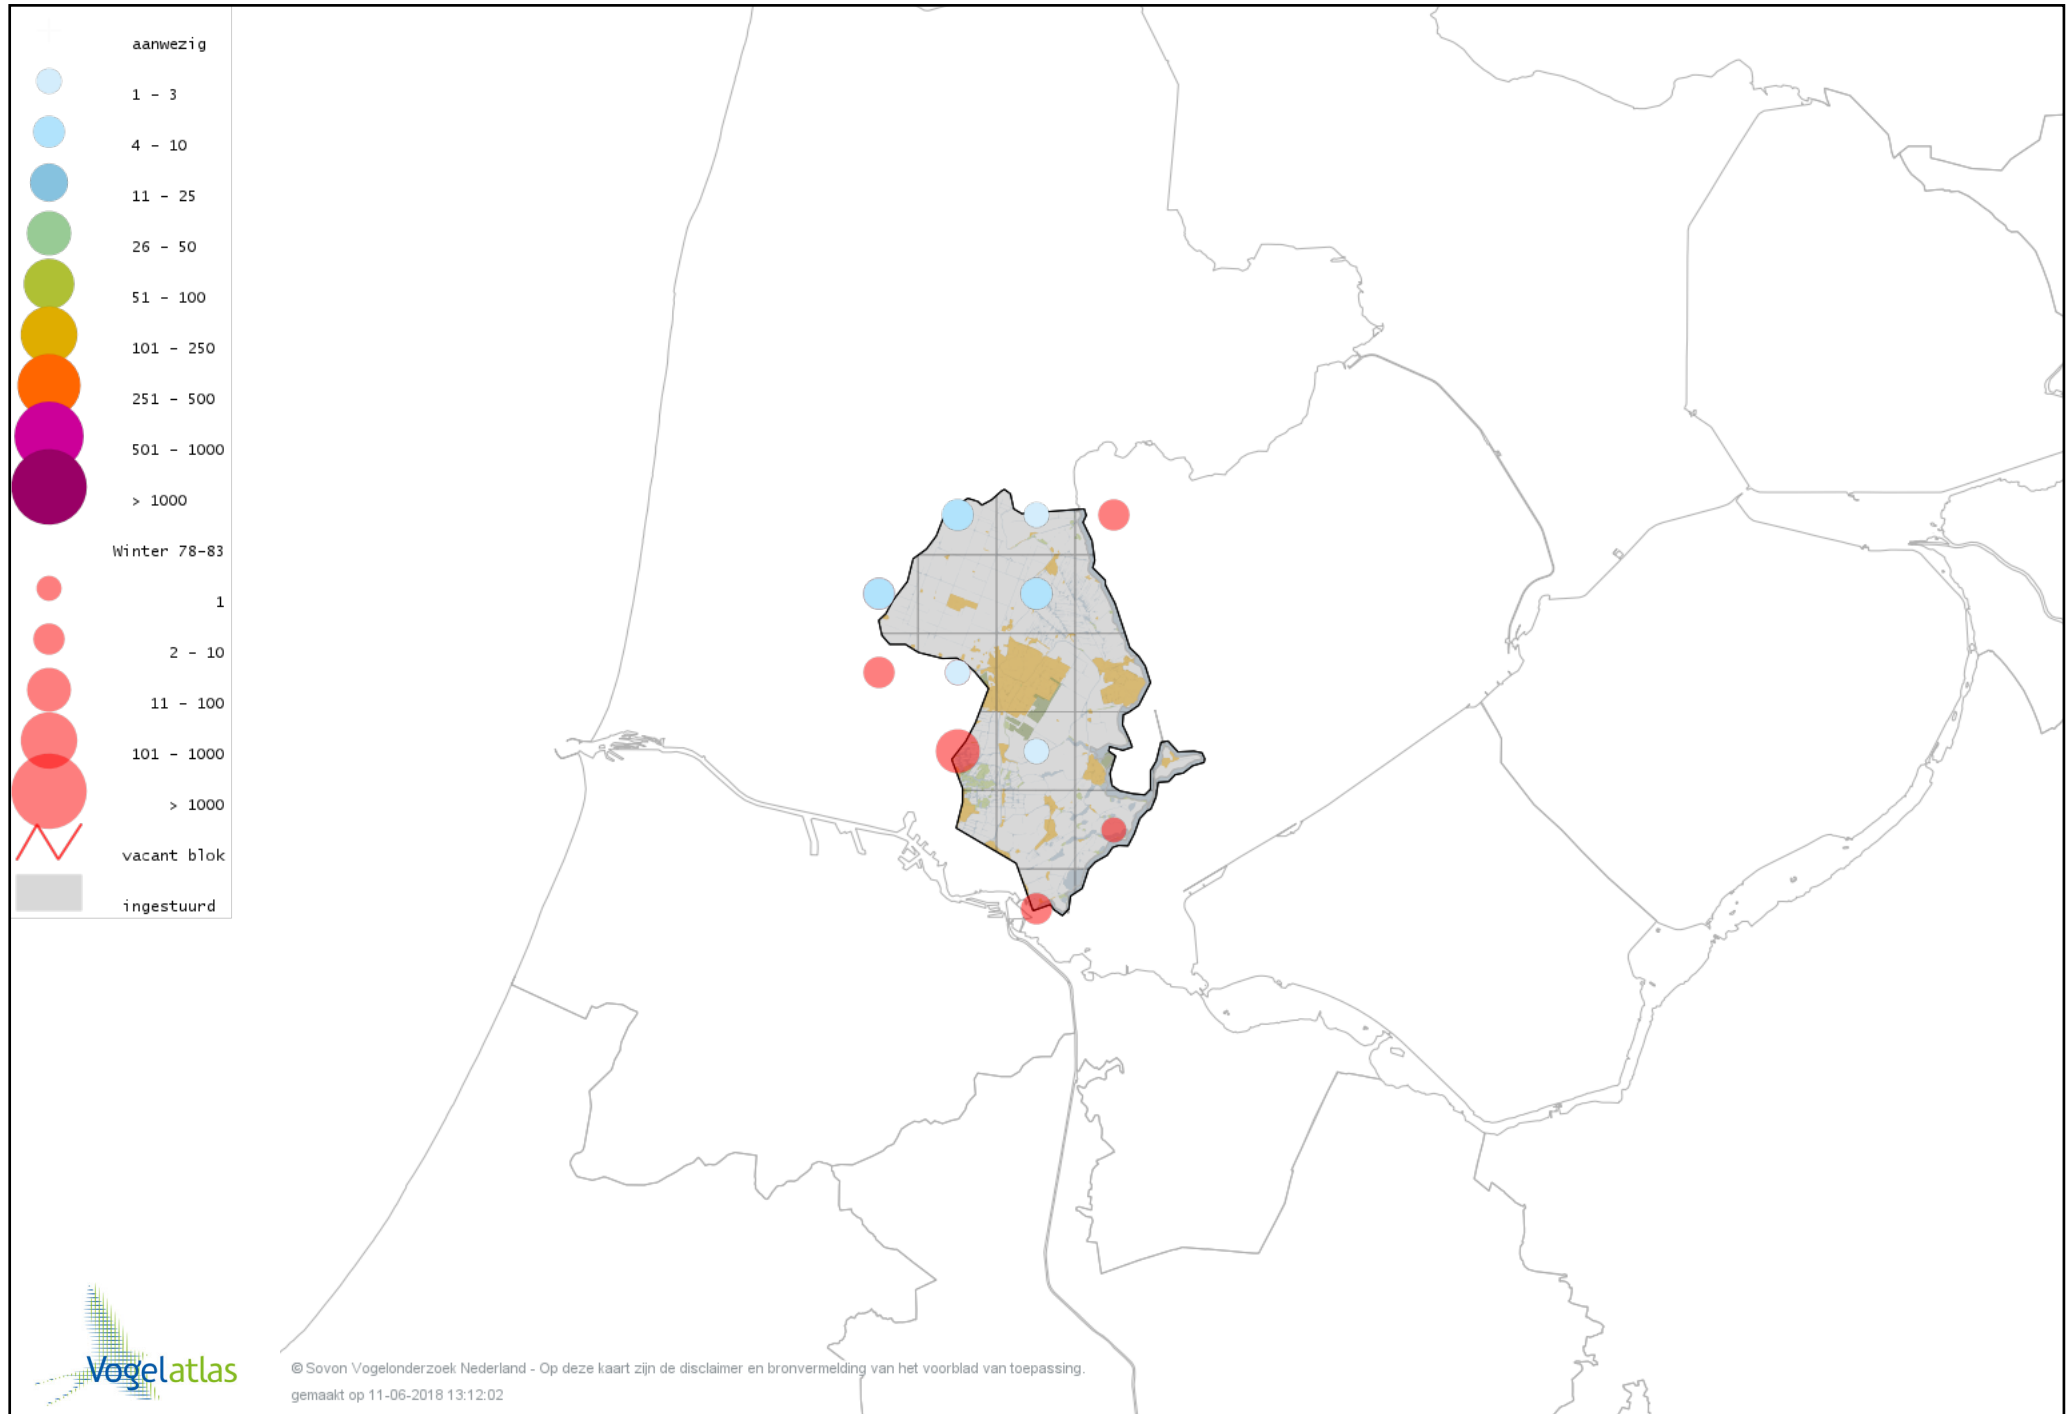 aanwezig
1 - 3
4 - 10
11 - 25
26 - 50
51 - 100
101 - 250
251 - 500
501 - 1000
> 1000
Winter 78-83
1
2 - 10
11 - 100
101 - 1000
> 1000
vacant blok
ingestuurd
Vogelatlas
© Sovon Vogelonderzoek Nederland - Op deze kaart zijn de disclaimer en bronvermelding van het voorblad van toepassing.
gemaakt op 11-06-2018 13:12:02